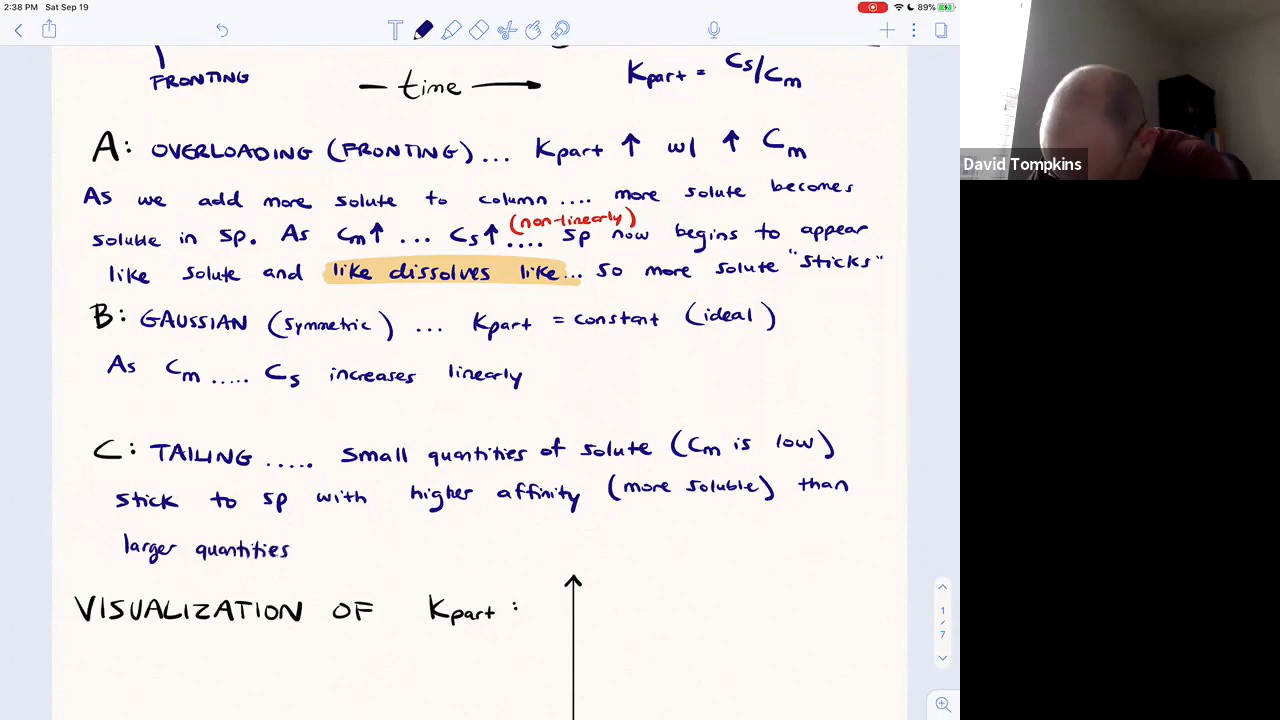 2:38 PM Sat Sep 19
89%
FRONTING
time
Kpart = Cs/Cm
A: OVERLOADING (FRONTING)... Kpart ↑ w/ ↑ Cm
As we add more solute to column .... more solute becomes
(non-linearly)
soluble in sp. As Cm↑ ... Cs↑ .... sp now begins to appear
like solute and like dissolves like... so more solute "sticks"
B: GAUSSIAN (symmetric) ... Kpart = constant (ideal)
As Cm ..... Cs increases linearly
C: TAILING ..... small quantities of solute (Cm is low)
stick to sp with higher affinity (more soluble) than
larger quantities
VISUALIZATION OF Kpart :
1
/
7
David Tompkins